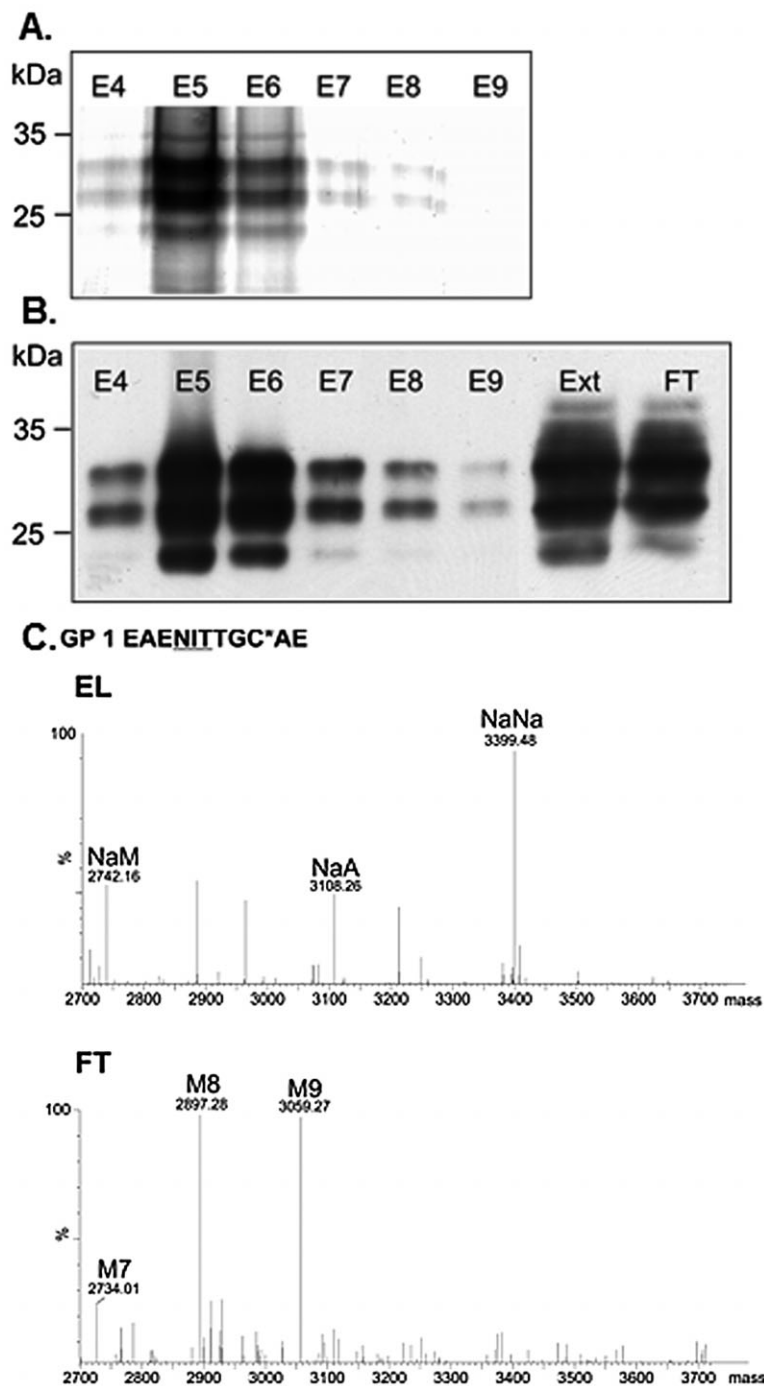 A.
kDa E4 E5 E6 E7 E8 E9
35
25
B.
kDa E4 E5 E6 E7 E8 E9 Ext FT
35
25
C. GP 1 EAENITTGC*AE
EL
100
NaNa
3399.48
NaM
2742.16
NaA
3108.26
%
2700 2800 2900 3000 3100 3200 3300 3400 3500 3600 3700 mass
FT
100
M8
2897.28
M9
3059.27
%
M7
2734.01
2700 2800 2900 3000 3100 3200 3300 3400 3500 3600 3700 mass